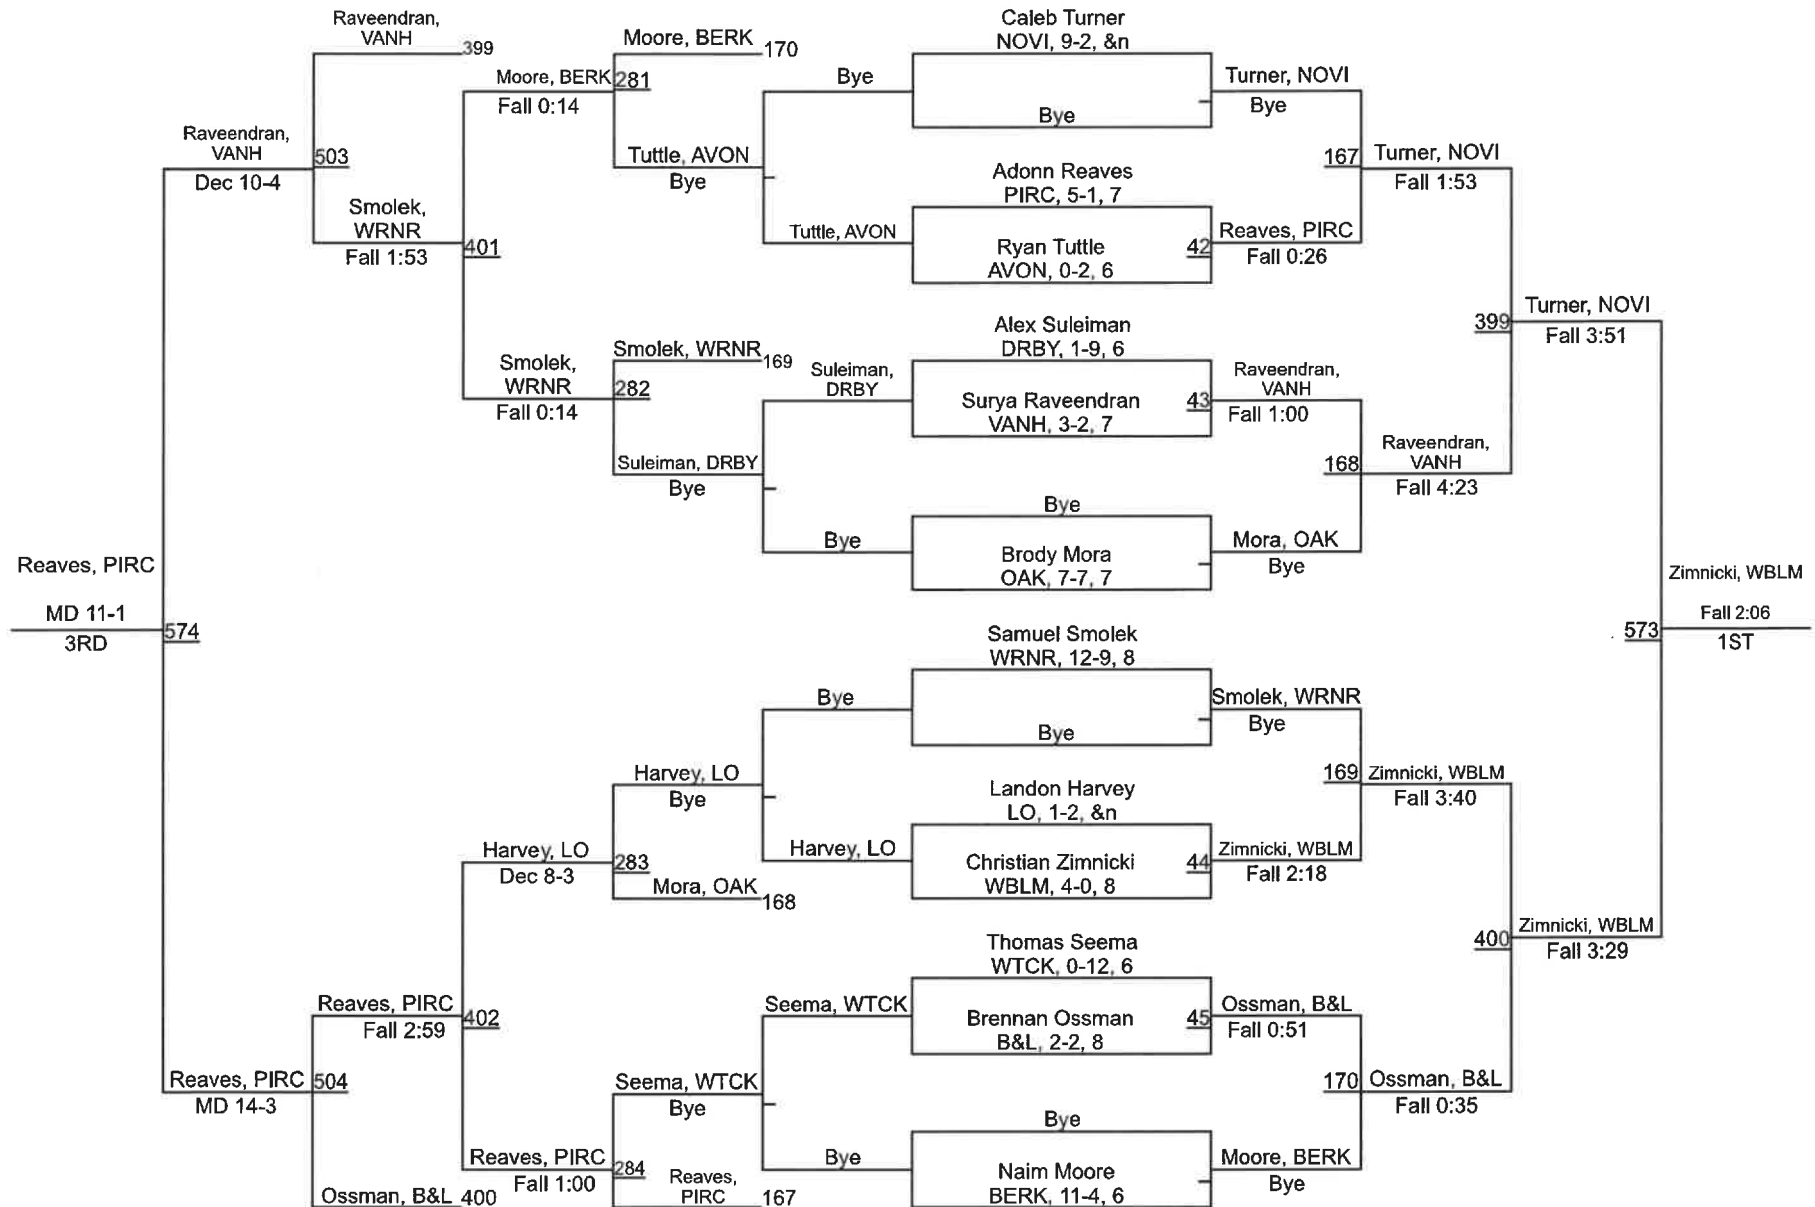 Raveendran,
VANH
399
Moore, BERK
170
Caleb Turner
NOVI, 9-2, &n
Moore, BERK
281
Fall 0:14
Bye
Turner, NOVI
Bye
Bye
Raveendran,
VANH
503
Dec 10-4
Tuttle, AVON
Bye
Adonn Reaves
PIRC, 5-1, 7
167
Turner, NOVI
Fall 1:53
Smolek,
WRNR
Fall 1:53
401
Tuttle, AVON
Ryan Tuttle
AVON, 0-2, 6
42
Reaves, PIRC
Fall 0:26
Turner, NOVI
399
Fall 3:51
Alex Suleiman
DRBY, 1-9, 6
Smolek, WRNR
169
Smolek,
WRNR
282
Fall 0:14
Suleiman,
DRBY
Surya Raveendran
VANH, 3-2, 7
43
Raveendran,
VANH
Fall 1:00
Suleiman, DRBY
Bye
168
Raveendran,
VANH
Fall 4:23
Bye
Bye
Brody Mora
OAK, 7-7, 7
Mora, OAK
Bye
Reaves, PIRC
MD 11-1
3RD
574
Zimnicki, WBLM
Fall 2:06
1ST
573
Samuel Smolek
WRNR, 12-9, 8
Bye
Bye
Smolek, WRNR
Bye
Harvey, LO
Bye
Landon Harvey
LO, 1-2, &n
169
Zimnicki, WBLM
Fall 3:40
Harvey, LO
Dec 8-3
283
Mora, OAK
168
Harvey, LO
Christian Zimnicki
WBLM, 4-0, 8
44
Zimnicki, WBLM
Fall 2:18
Zimnicki, WBLM
400
Fall 3:29
Thomas Seema
WTCK, 0-12, 6
Reaves, PIRC
Fall 2:59
402
Seema, WTCK
Brennan Ossman
B&L, 2-2, 8
45
Ossman, B&L
Fall 0:51
Reaves, PIRC
504
MD 14-3
Seema, WTCK
Bye
170
Ossman, B&L
Fall 0:35
Bye
Reaves, PIRC
284
Fall 1:00
Bye
Naim Moore
BERK, 11-4, 6
Moore, BERK
Bye
Ossman, B&L
400
Reaves,
PIRC
167